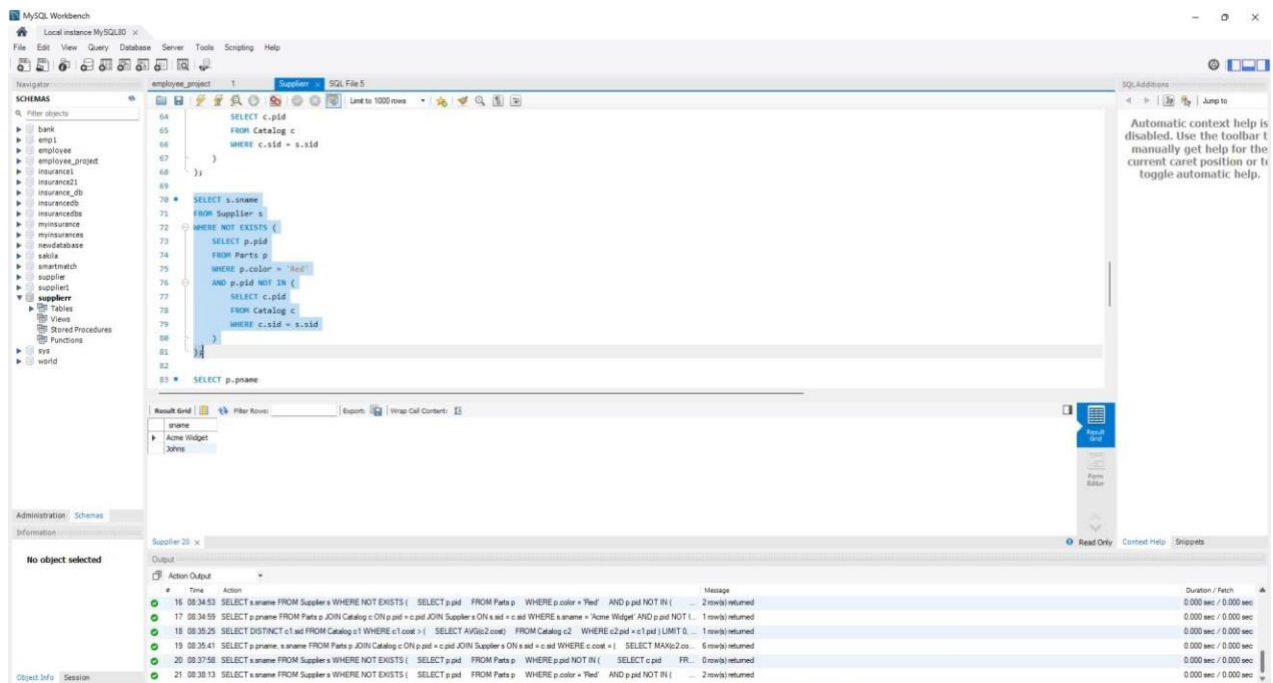 MySQL Workbench
Local instance MySQL80
File Edit View Query Database Server Tools Scripting Help
Navigator
SCHEMAS
Filter objects
bank
emp1
employee
employee_project
insurance1
insurance21
insurance_db
insurancedb
insurancedbs
myinsurance
myinsurances
newdatabase
sakila
smartmatch
supplier
supplier1
supplierr
Tables
Views
Stored Procedures
Functions
sys
world
Administration Schemas
Information
No object selected
Object Info Session
employee_project 1 Supplierr SQL File 5
Limit to 1000 rows
64 SELECT c.pid
65 FROM Catalog c
66 WHERE c.sid = s.sid
67 )
68 );
69
70 SELECT s.sname
71 FROM Supplier s
72 WHERE NOT EXISTS (
73 SELECT p.pid
74 FROM Parts p
75 WHERE p.color = 'Red'
76 AND p.pid NOT IN (
77 SELECT c.pid
78 FROM Catalog c
79 WHERE c.sid = s.sid
80 )
81 );
82
83 SELECT p.pname
Result Grid Filter Rows: Export: Wrap Cell Content:
sname
Acme Widget
Johns
Result Grid
Form Editor
Supplier 20
Read Only
SQLAdditions
Jump to
Automatic context help is
disabled. Use the toolbar t
manually get help for the
current caret position or t
toggle automatic help.
Context Help Snippets
Output
Action Output
# Time Action Message Duration / Fetch
16 08:34:53 SELECT s.sname FROM Supplier s WHERE NOT EXISTS ( SELECT p.pid FROM Parts p WHERE p.color = 'Red' AND p.pid NOT IN ( ... 2 row(s) returned 0.000 sec / 0.000 sec
17 08:34:59 SELECT p.pname FROM Parts p JOIN Catalog c ON p.pid = c.pid JOIN Supplier s ON s.sid = c.sid WHERE s.sname = 'Acme Widget' AND p.pid NOT I... 1 row(s) returned 0.000 sec / 0.000 sec
18 08:35:25 SELECT DISTINCT c1.sid FROM Catalog c1 WHERE c1.cost > ( SELECT AVG(c2.cost) FROM Catalog c2 WHERE c2.pid = c1.pid ) LIMIT 0, ... 1 row(s) returned 0.000 sec / 0.000 sec
19 08:35:41 SELECT p.pname, s.sname FROM Parts p JOIN Catalog c ON p.pid = c.pid JOIN Supplier s ON s.sid = c.sid WHERE c.cost = ( SELECT MAX(c2.co... 6 row(s) returned 0.000 sec / 0.000 sec
20 08:37:58 SELECT s.sname FROM Supplier s WHERE NOT EXISTS ( SELECT p.pid FROM Parts p WHERE p.pid NOT IN ( SELECT c.pid FR... 0 row(s) returned 0.000 sec / 0.000 sec
21 08:38:13 SELECT s.sname FROM Supplier s WHERE NOT EXISTS ( SELECT p.pid FROM Parts p WHERE p.color = 'Red' AND p.pid NOT IN ( ... 2 row(s) returned 0.000 sec / 0.000 sec